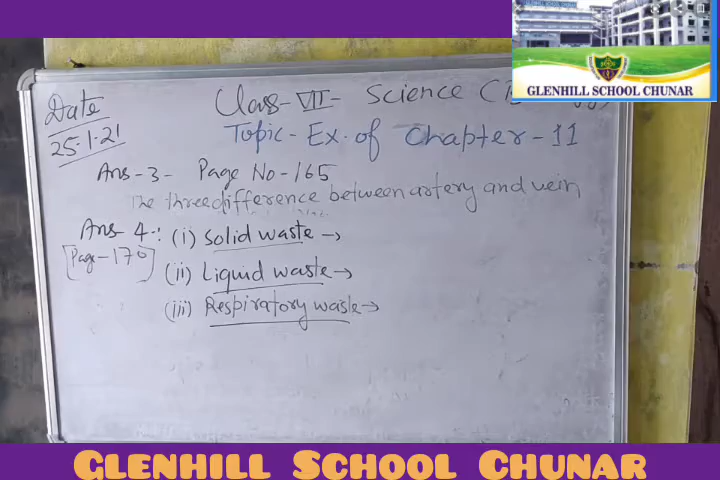 GLENHILL SCHOOL CHUNAR
Date
25.1.21
Class - VII - Science
Topic - Ex. of Chapter - 11
Ans - 3 - Page No - 165
The three difference between artery and vein
Ans 4 : (i) Solid waste →
[Page - 170]
(ii) Liquid waste →
(iii) Respiratory waste →
GLENHILL SCHOOL CHUNAR